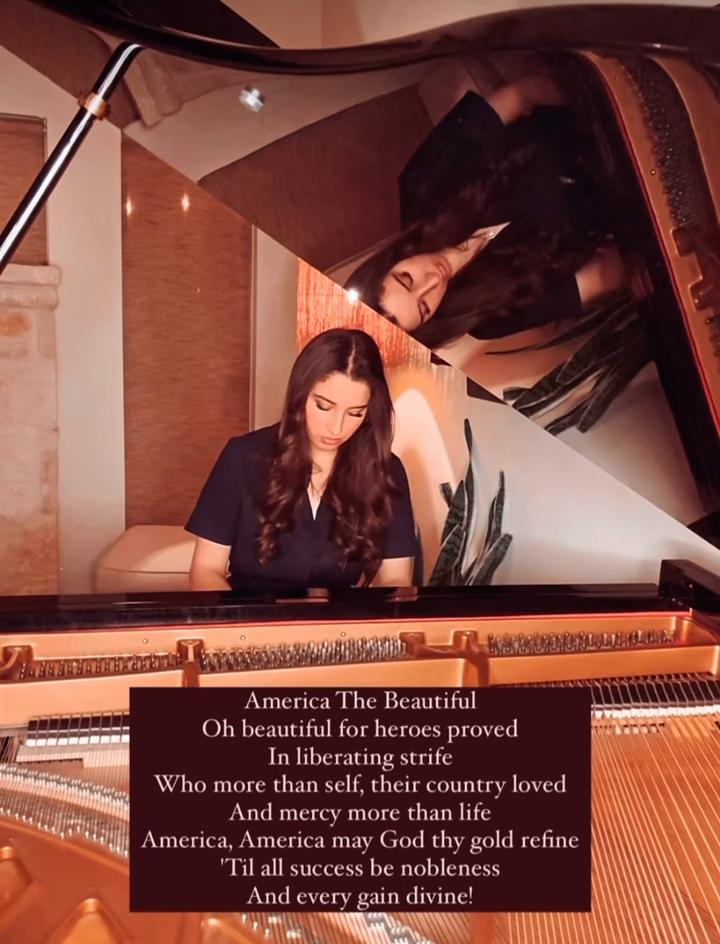 America The Beautiful
Oh beautiful for heroes proved
In liberating strife
Who more than self, their country loved
And mercy more than life
America, America may God thy gold refine
'Til all success be nobleness
And every gain divine!